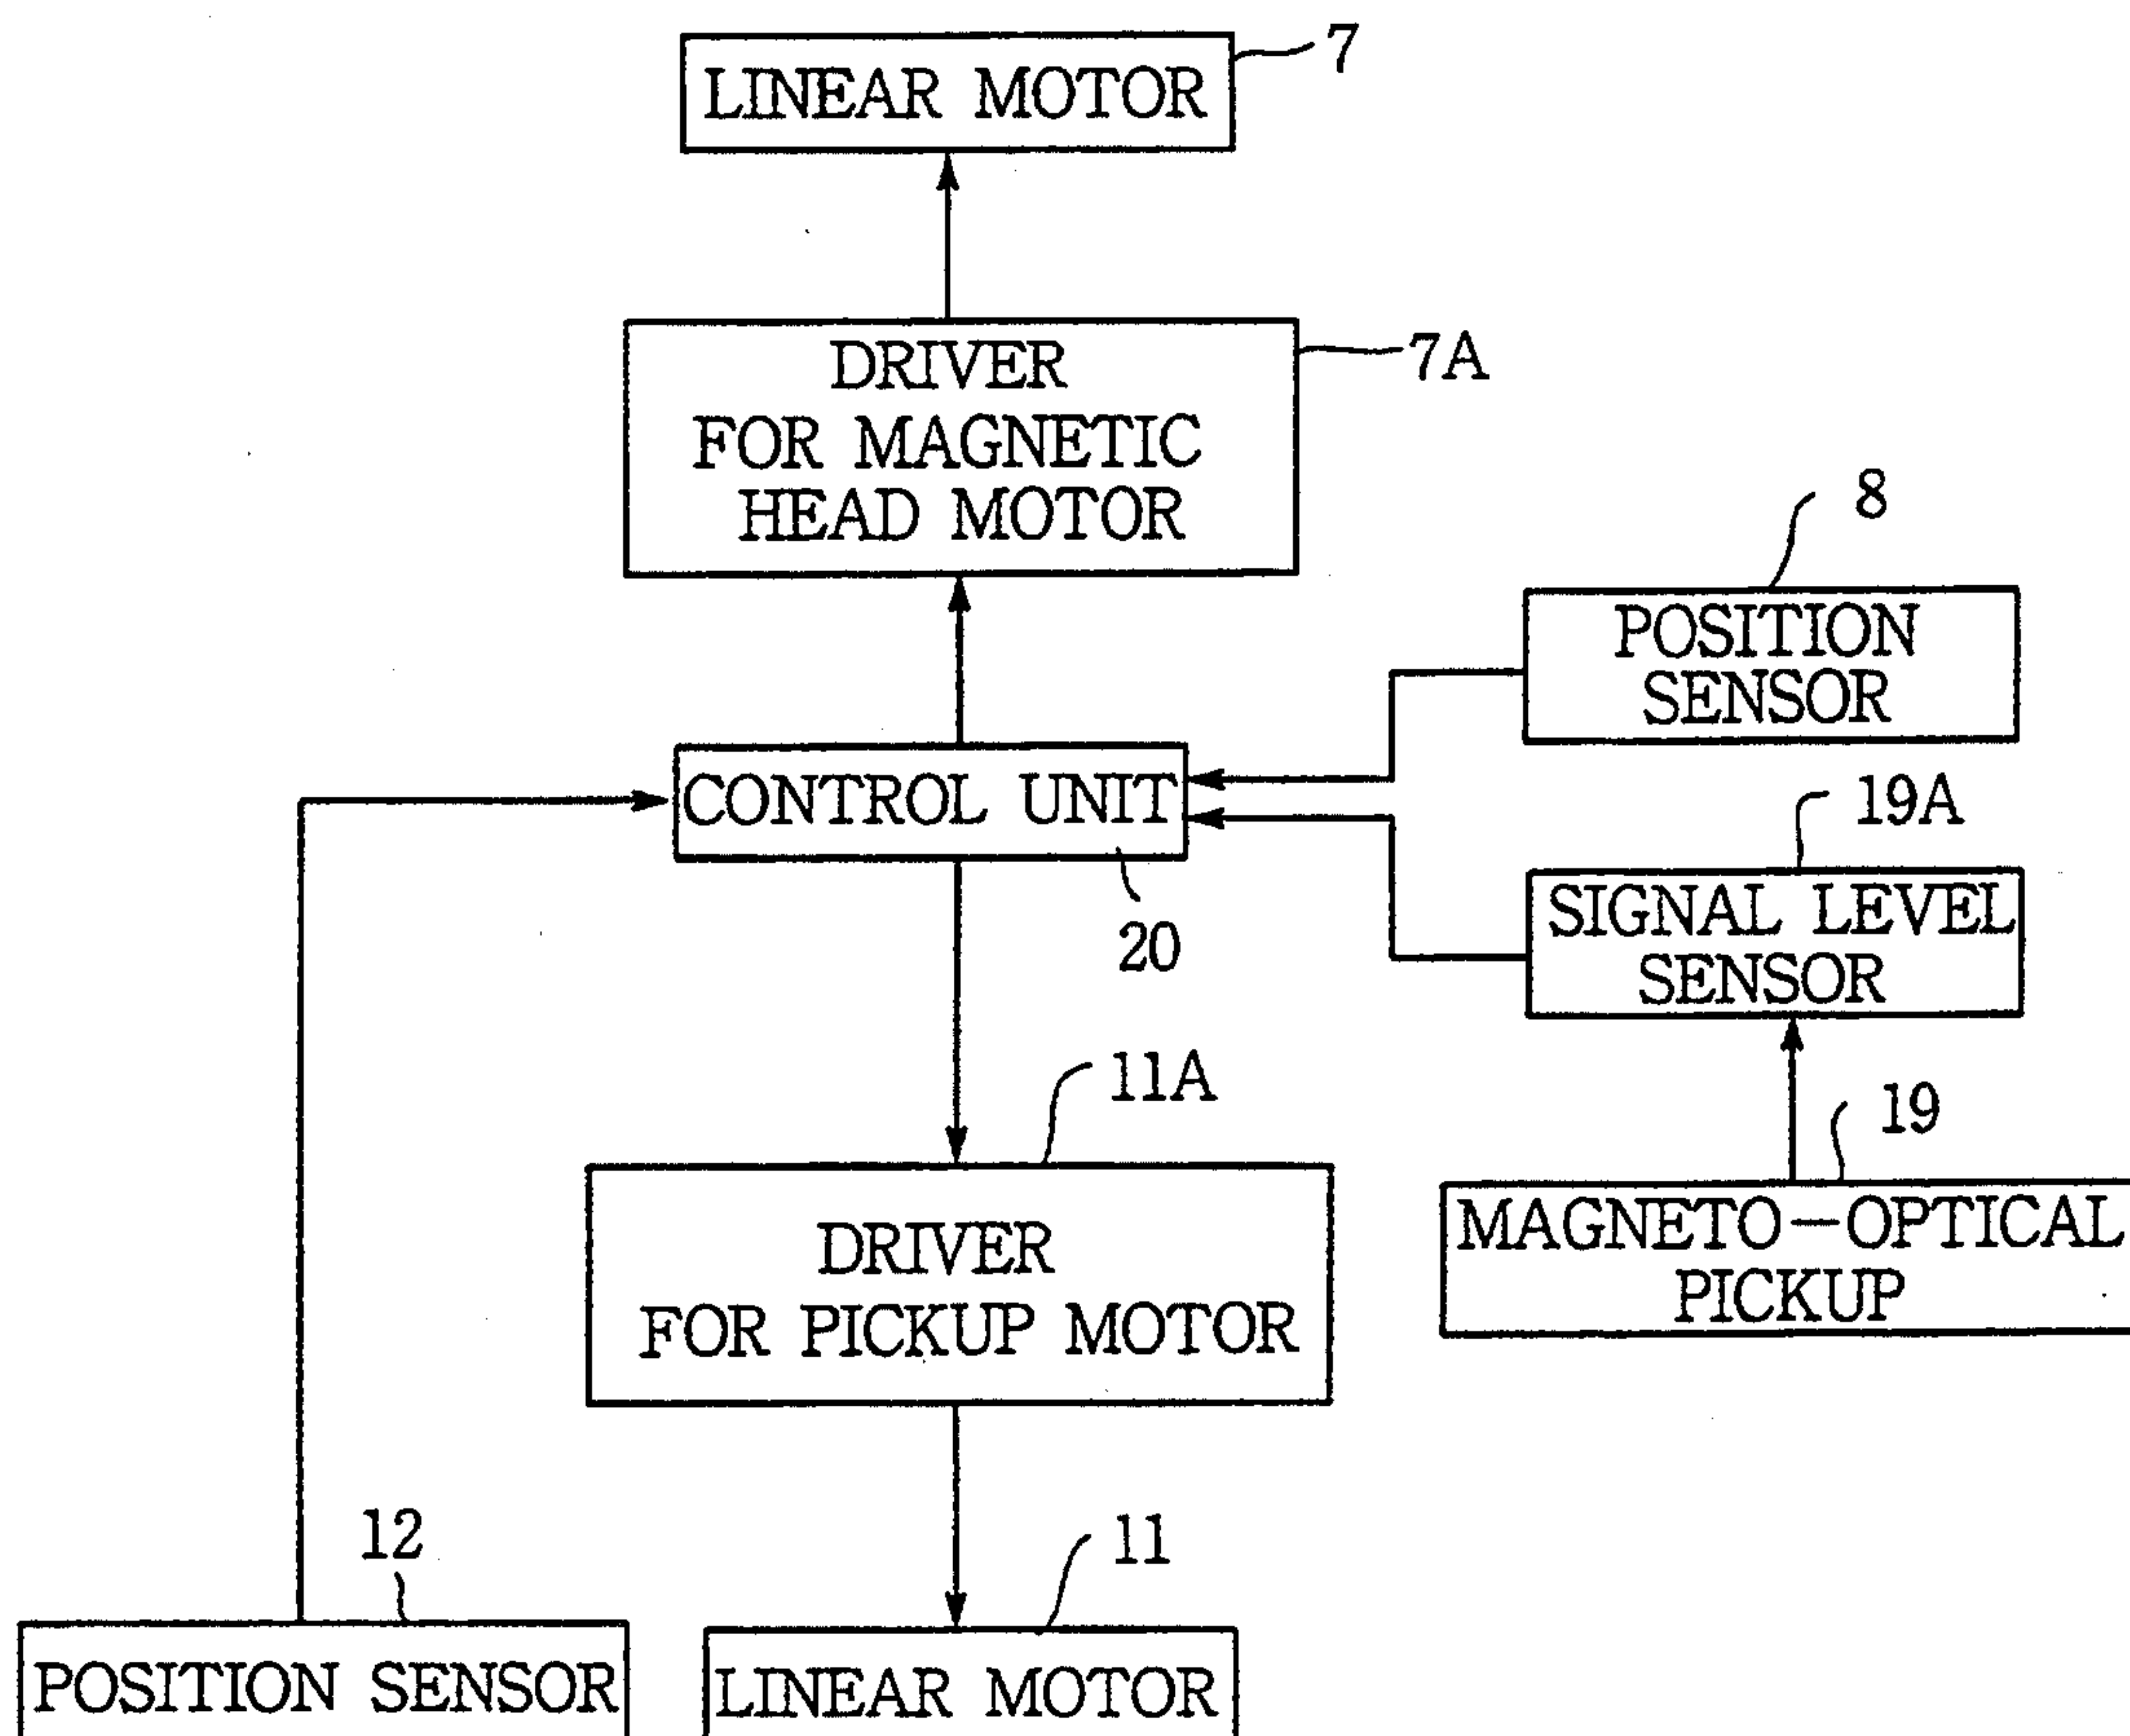 7
LINEAR MOTOR
7A
DRIVER
FOR MAGNETIC
HEAD MOTOR
8
POSITION
SENSOR
CONTROL UNIT
20
19A
SIGNAL LEVEL
SENSOR
11A
DRIVER
FOR PICKUP MOTOR
19
MAGNETO-OPTICAL
PICKUP
12
POSITION SENSOR
11
LINEAR MOTOR